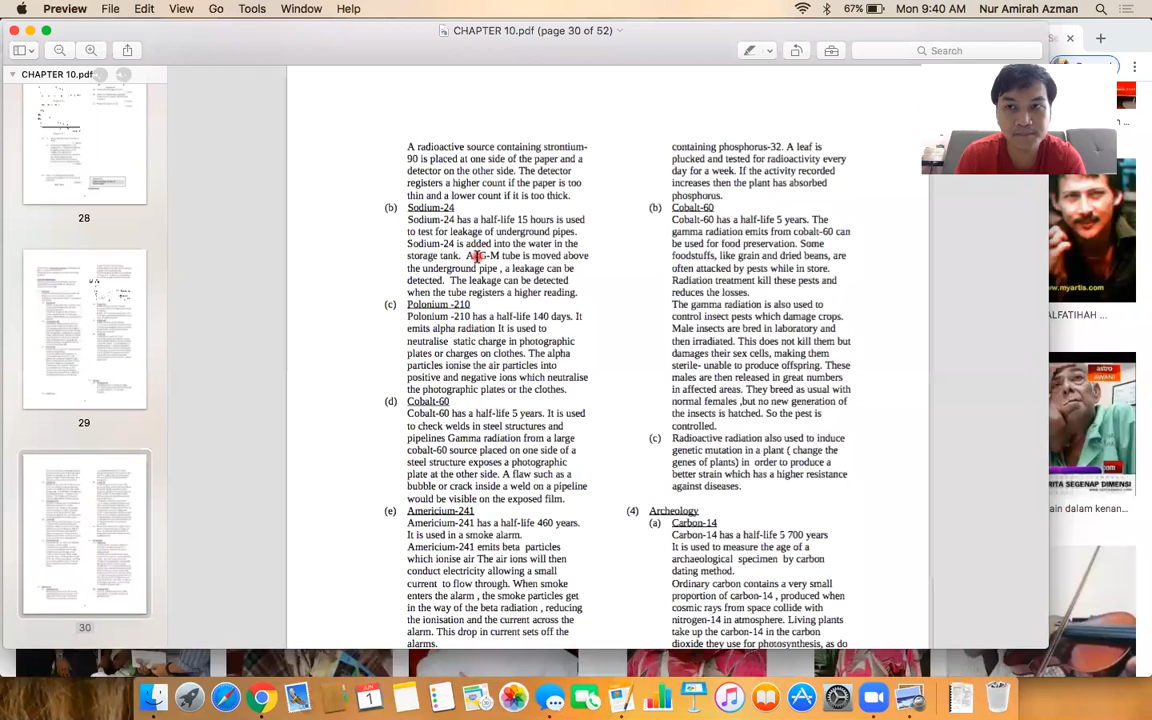 Preview File Edit View Go Tools Window Help
67% Mon 9:40 AM Nur Amirah Azman
CHAPTER 10.pdf (page 30 of 52)
Search
CHAPTER 10.pdf
28
29
30
A radioactive source containing strontium-
90 is placed at one side of the paper and a
detector on the other side. The detector
registers a higher count if the paper is too
thin and a lower count if it is too thick.
(b) Sodium-24
Sodium-24 has a half-life 15 hours is used
to test for leakage of underground pipes.
Sodium-24 is added into the water in the
storage tank. A G-M tube is moved above
the underground pipe , a leakage can be
detected. The leakage can be detected
when the tube registers a higher reading.
(c) Polonium -210
Polonium -210 has a half-life 140 days. It
emits alpha radiation It is used to
neutralise static charge in photographic
plates or charges on clothes. The alpha
particles ionise the air particles into
positive and negative ions which neutralise
the photographic plates or the clothes.
(d) Cobalt-60
Cobalt-60 has a half-life 5 years. It is used
to check welds in steel structures and
pipelines Gamma radiation from a large
cobalt-60 source placed on one side of a
steel structure exposes a photographic
plate at the other side. A flaw such as a
bubble or crack inside a weld on a pipeline
would be visible on the exposed film.
(e) Americium-241
Americium-241 has a half-life 460 years.
It is used in a smoke alarm.
Americium-241 emits beta particles
which ionise air The air ions will then
conduct electricity allowing a small
current to flow through. When smoke
enters the alarm , the smoke particles get
in the way of the beta radiation , reducing
the ionisation and the current across the
alarm. This drop in current sets off the
alarms.
containing phosphorus-32. A leaf is
plucked and tested for radioactivity every
day for a week. If the activity recorded
increases then the plant has absorbed
phosphorus.
(b) Cobalt-60
Cobalt-60 has a half-life 5 years. The
gamma radiation emits from cobalt-60 can
be used for food preservation. Some
foodstuffs, like grain and dried beans, are
often attacked by pests while in store.
Radiation treatment kill these pests and
reduces the losses.
The gamma radiation is also used to
control insect pests which damage crops.
Male insects are bred in laboratory and
then irradiated. This does not kill them but
damages their sex cells, making them
sterile- unable to produce offspring. These
males are then released in great numbers
in affected areas. They breed as usual with
normal females ,but no new generation of
the insects is hatched. So the pest is
controlled.
(c) Radioactive radiation also used to induce
genetic mutation in a plant ( change the
genes of plants) in order to produce a
better strain which has a higher resistance
against diseases.
(4) Archeology
(a) Carbon-14
Carbon-14 has a half-life 5 700 years
It is used to measure the age of a
archaeological specimen by carbon
dating method.
Ordinary carbon contains a very small
proportion of carbon-14 , produced when
cosmic rays from space collide with
nitrogen-14 in atmosphere. Living plants
take up the carbon-14 in the carbon
dioxide they use for photosynthesis, as do
www.myartis.com
ALFATIHAH ...
astro
AWANI
RITA SEGENAP DIMENSI
ain dalam kenan...
JUN
1